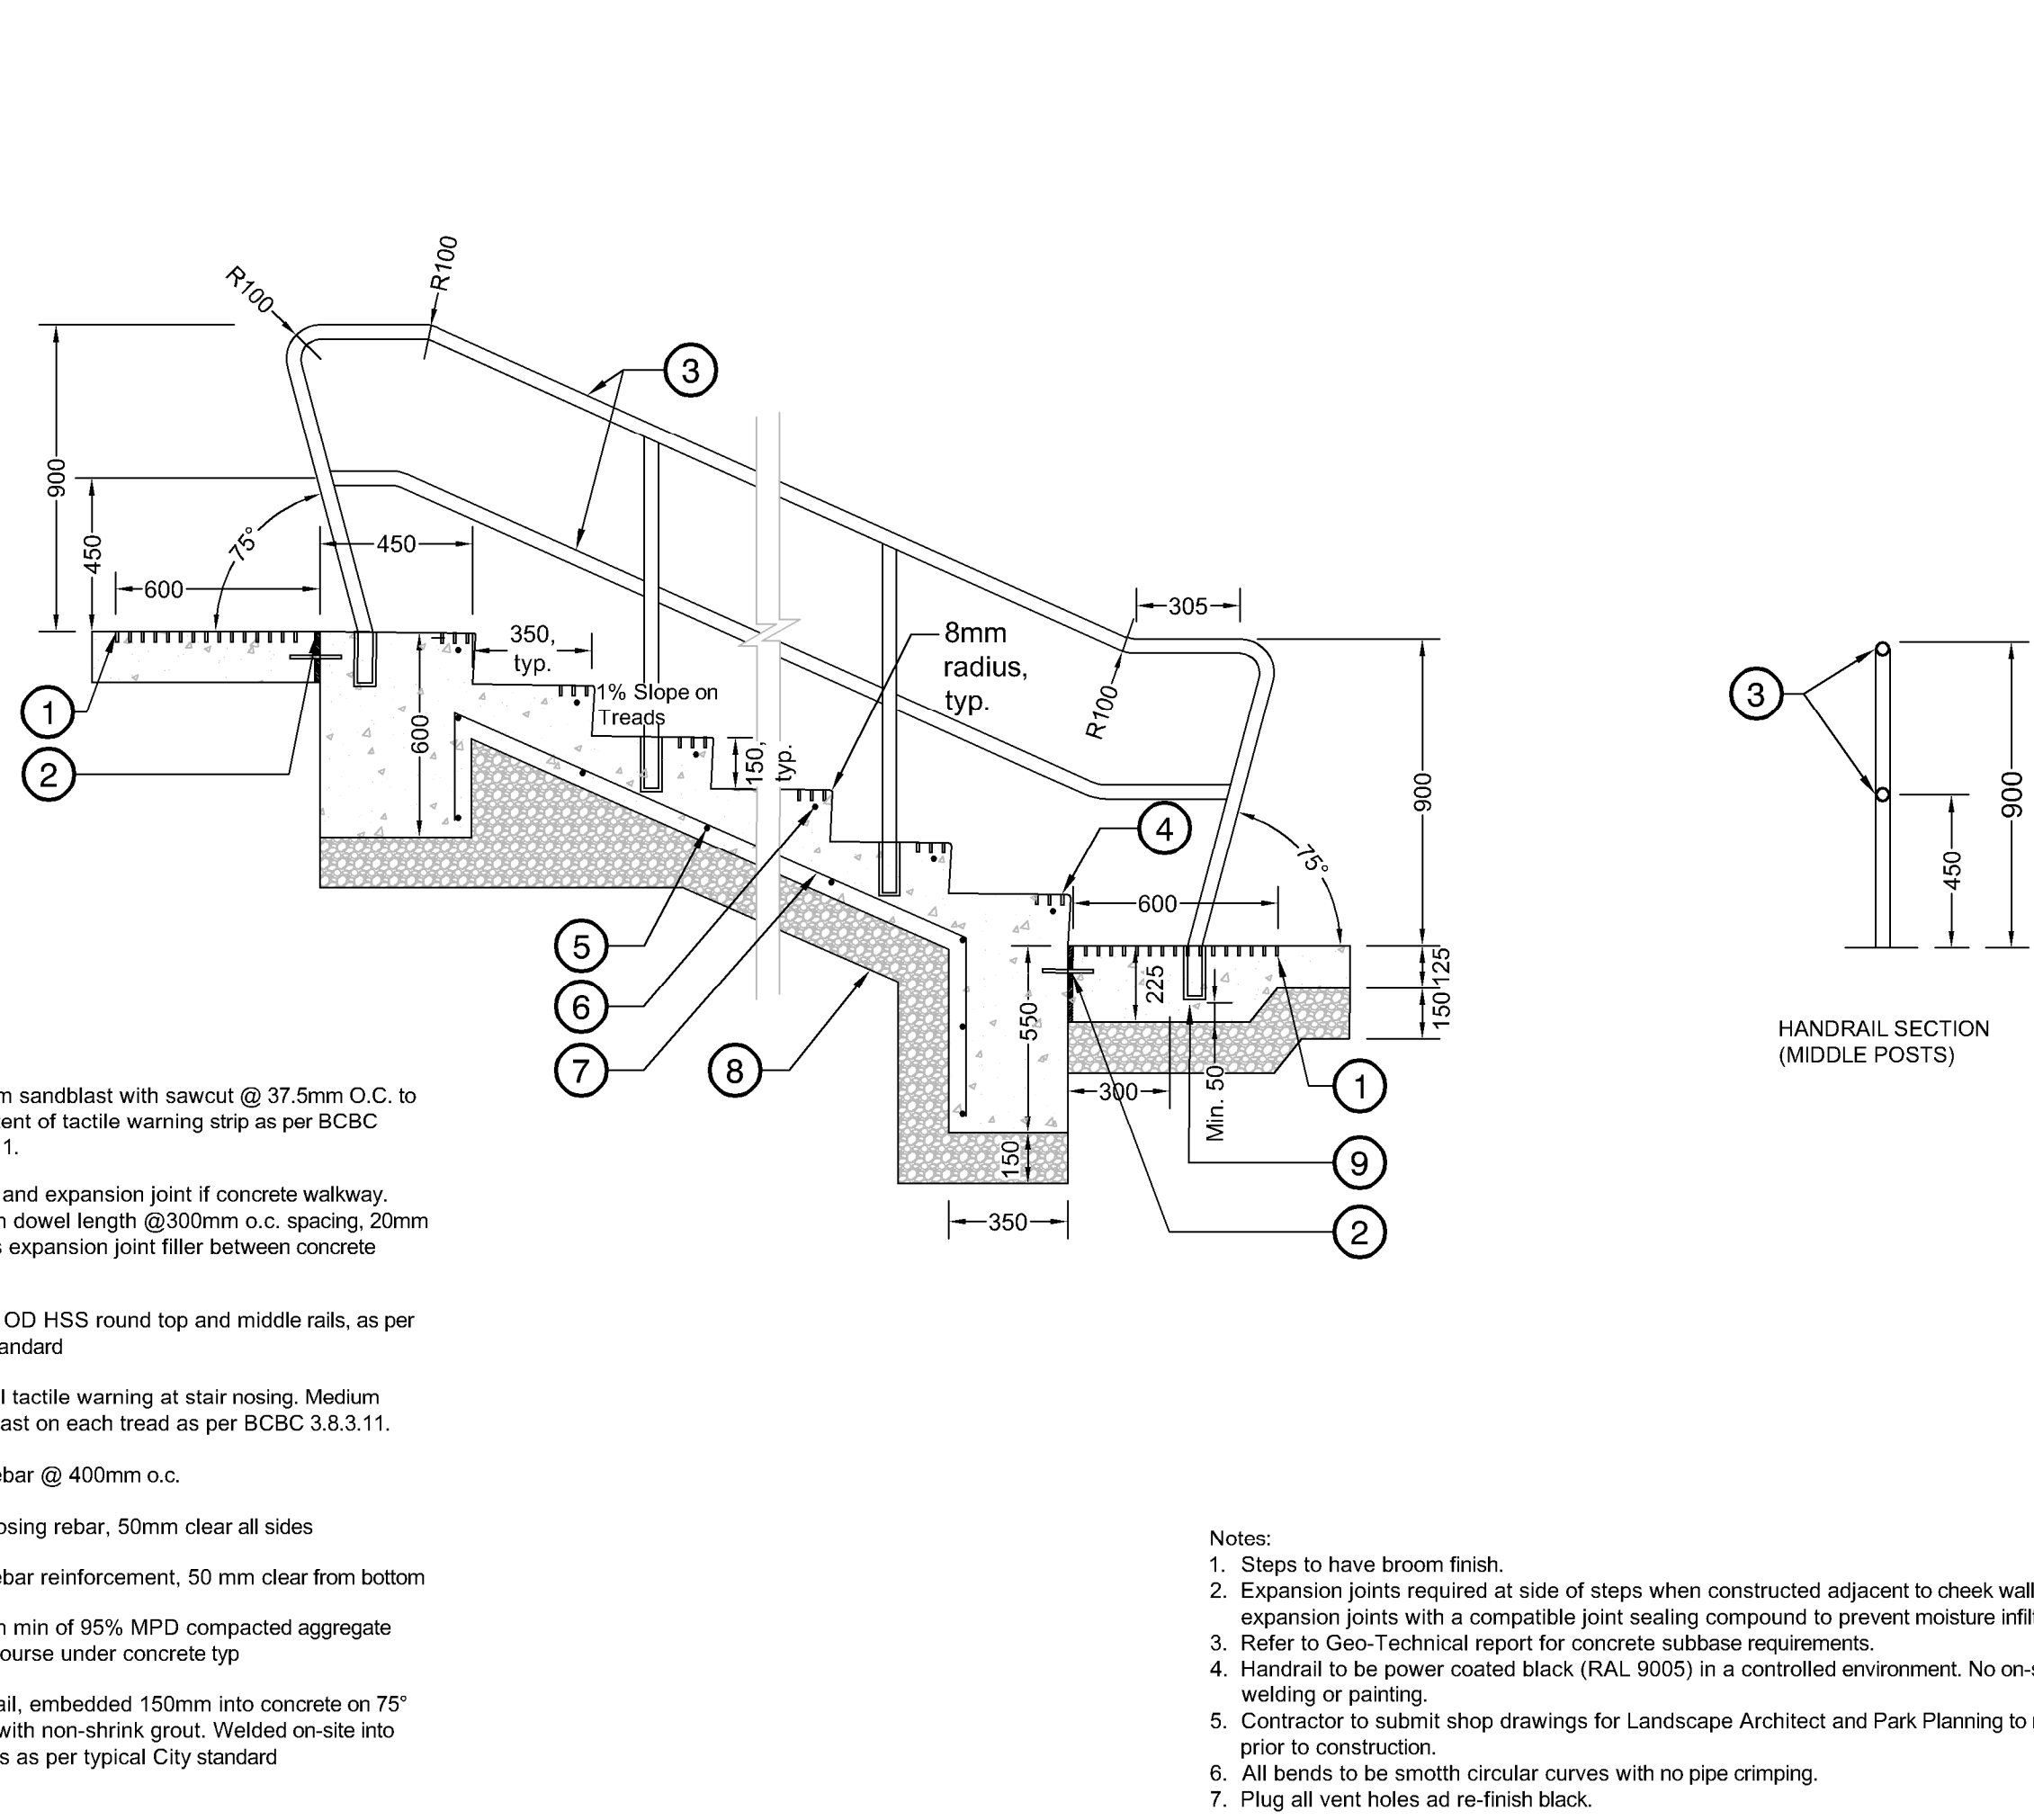 R100
R100
3
900
450
75°
450
600
350,
typ.
1% Slope on
Treads
600
150,
typ.
8mm
radius,
typ.
305
R100
4
900
75°
600
225
125
150
550
300
Min. 50
150
350
1
2
5
6
7
8
1
9
2
3
900
450
HANDRAIL SECTION
(MIDDLE POSTS)
sandblast with sawcut @ 37.5mm O.C. to
of tactile warning strip as per BCBC
1.
and expansion joint if concrete walkway.
dowel length @300mm o.c. spacing, 20mm
expansion joint filler between concrete
OD HSS round top and middle rails, as per
tactile warning at stair nosing. Medium
on each tread as per BCBC 3.8.3.11.
@ 400mm o.c.
rebar, 50mm clear all sides
reinforcement, 50 mm clear from bottom
min of 95% MPD compacted aggregate
under concrete typ
embedded 150mm into concrete on 75°
with non-shrink grout. Welded on-site into
as per typical City standard
Notes:
1. Steps to have broom finish.
2. Expansion joints required at side of steps when constructed adjacent to cheek wall
expansion joints with a compatible joint sealing compound to prevent moisture
3. Refer to Geo-Technical report for concrete subbase requirements.
4. Handrail to be power coated black (RAL 9005) in a controlled environment. No
welding or painting.
5. Contractor to submit shop drawings for Landscape Architect and Park Planning to
prior to construction.
6. All bends to be smotth circular curves with no pipe crimping.
7. Plug all vent holes ad re-finish black.